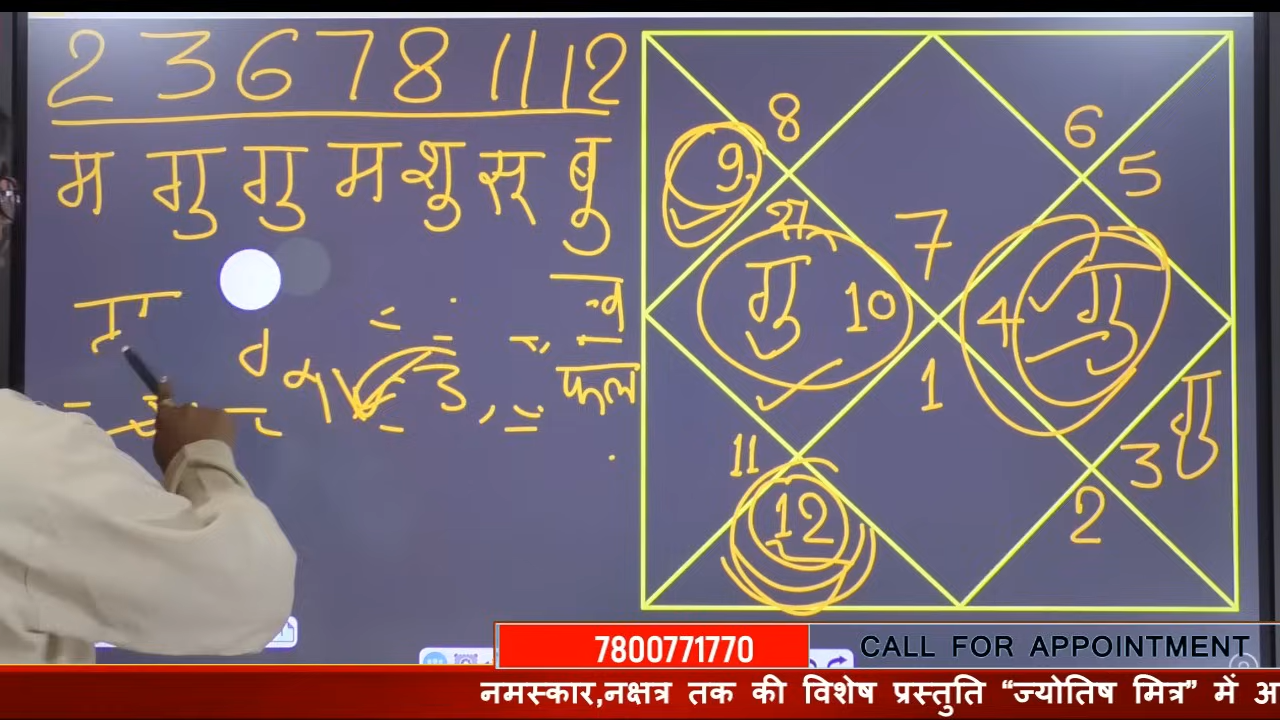 2 3 6 7 8 11 12
म गु गु म शु सू बु
फल
8
6
9
5
7
गु 10
4 गु
1
गु
11
3
12
2
7800771770 CALL FOR APPOINTMENT
नमस्कार,नक्षत्र तक की विशेष प्रस्तुति “ज्योतिष मित्र” में अ